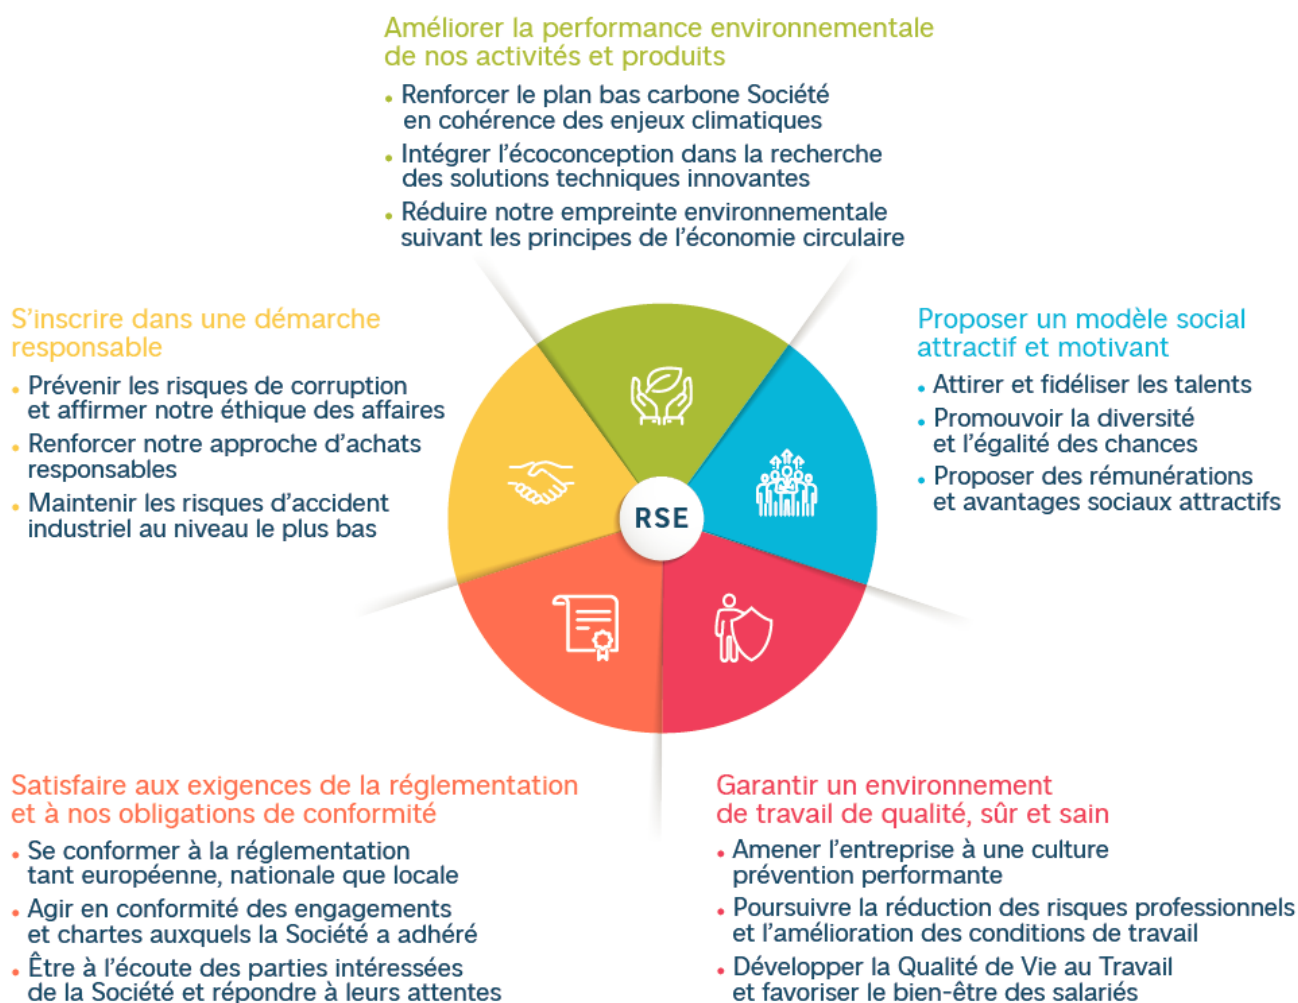 Améliorer la performance environnementale
de nos activités et produits
• Renforcer le plan bas carbone Société
en cohérence des enjeux climatiques
• Intégrer l’écoconception dans la recherche
des solutions techniques innovantes
• Réduire notre empreinte environnementale
suivant les principes de l’économie circulaire
S’inscrire dans une démarche
responsable
• Prévenir les risques de corruption
et affirmer notre éthique des affaires
• Renforcer notre approche d’achats
responsables
• Maintenir les risques d’accident
industriel au niveau le plus bas
Proposer un modèle social
attractif et motivant
• Attirer et fidéliser les talents
• Promouvoir la diversité
et l’égalité des chances
• Proposer des rémunérations
et avantages sociaux attractifs
RSE
Satisfaire aux exigences de la réglementation
et à nos obligations de conformité
• Se conformer à la réglementation
tant européenne, nationale que locale
• Agir en conformité des engagements
et chartes auxquels la Société a adhéré
• Être à l’écoute des parties intéressées
de la Société et répondre à leurs attentes
Garantir un environnement
de travail de qualité, sûr et sain
• Amener l’entreprise à une culture
prévention performante
• Poursuivre la réduction des risques professionnels
et l’amélioration des conditions de travail
• Développer la Qualité de Vie au Travail
et favoriser le bien-être des salariés